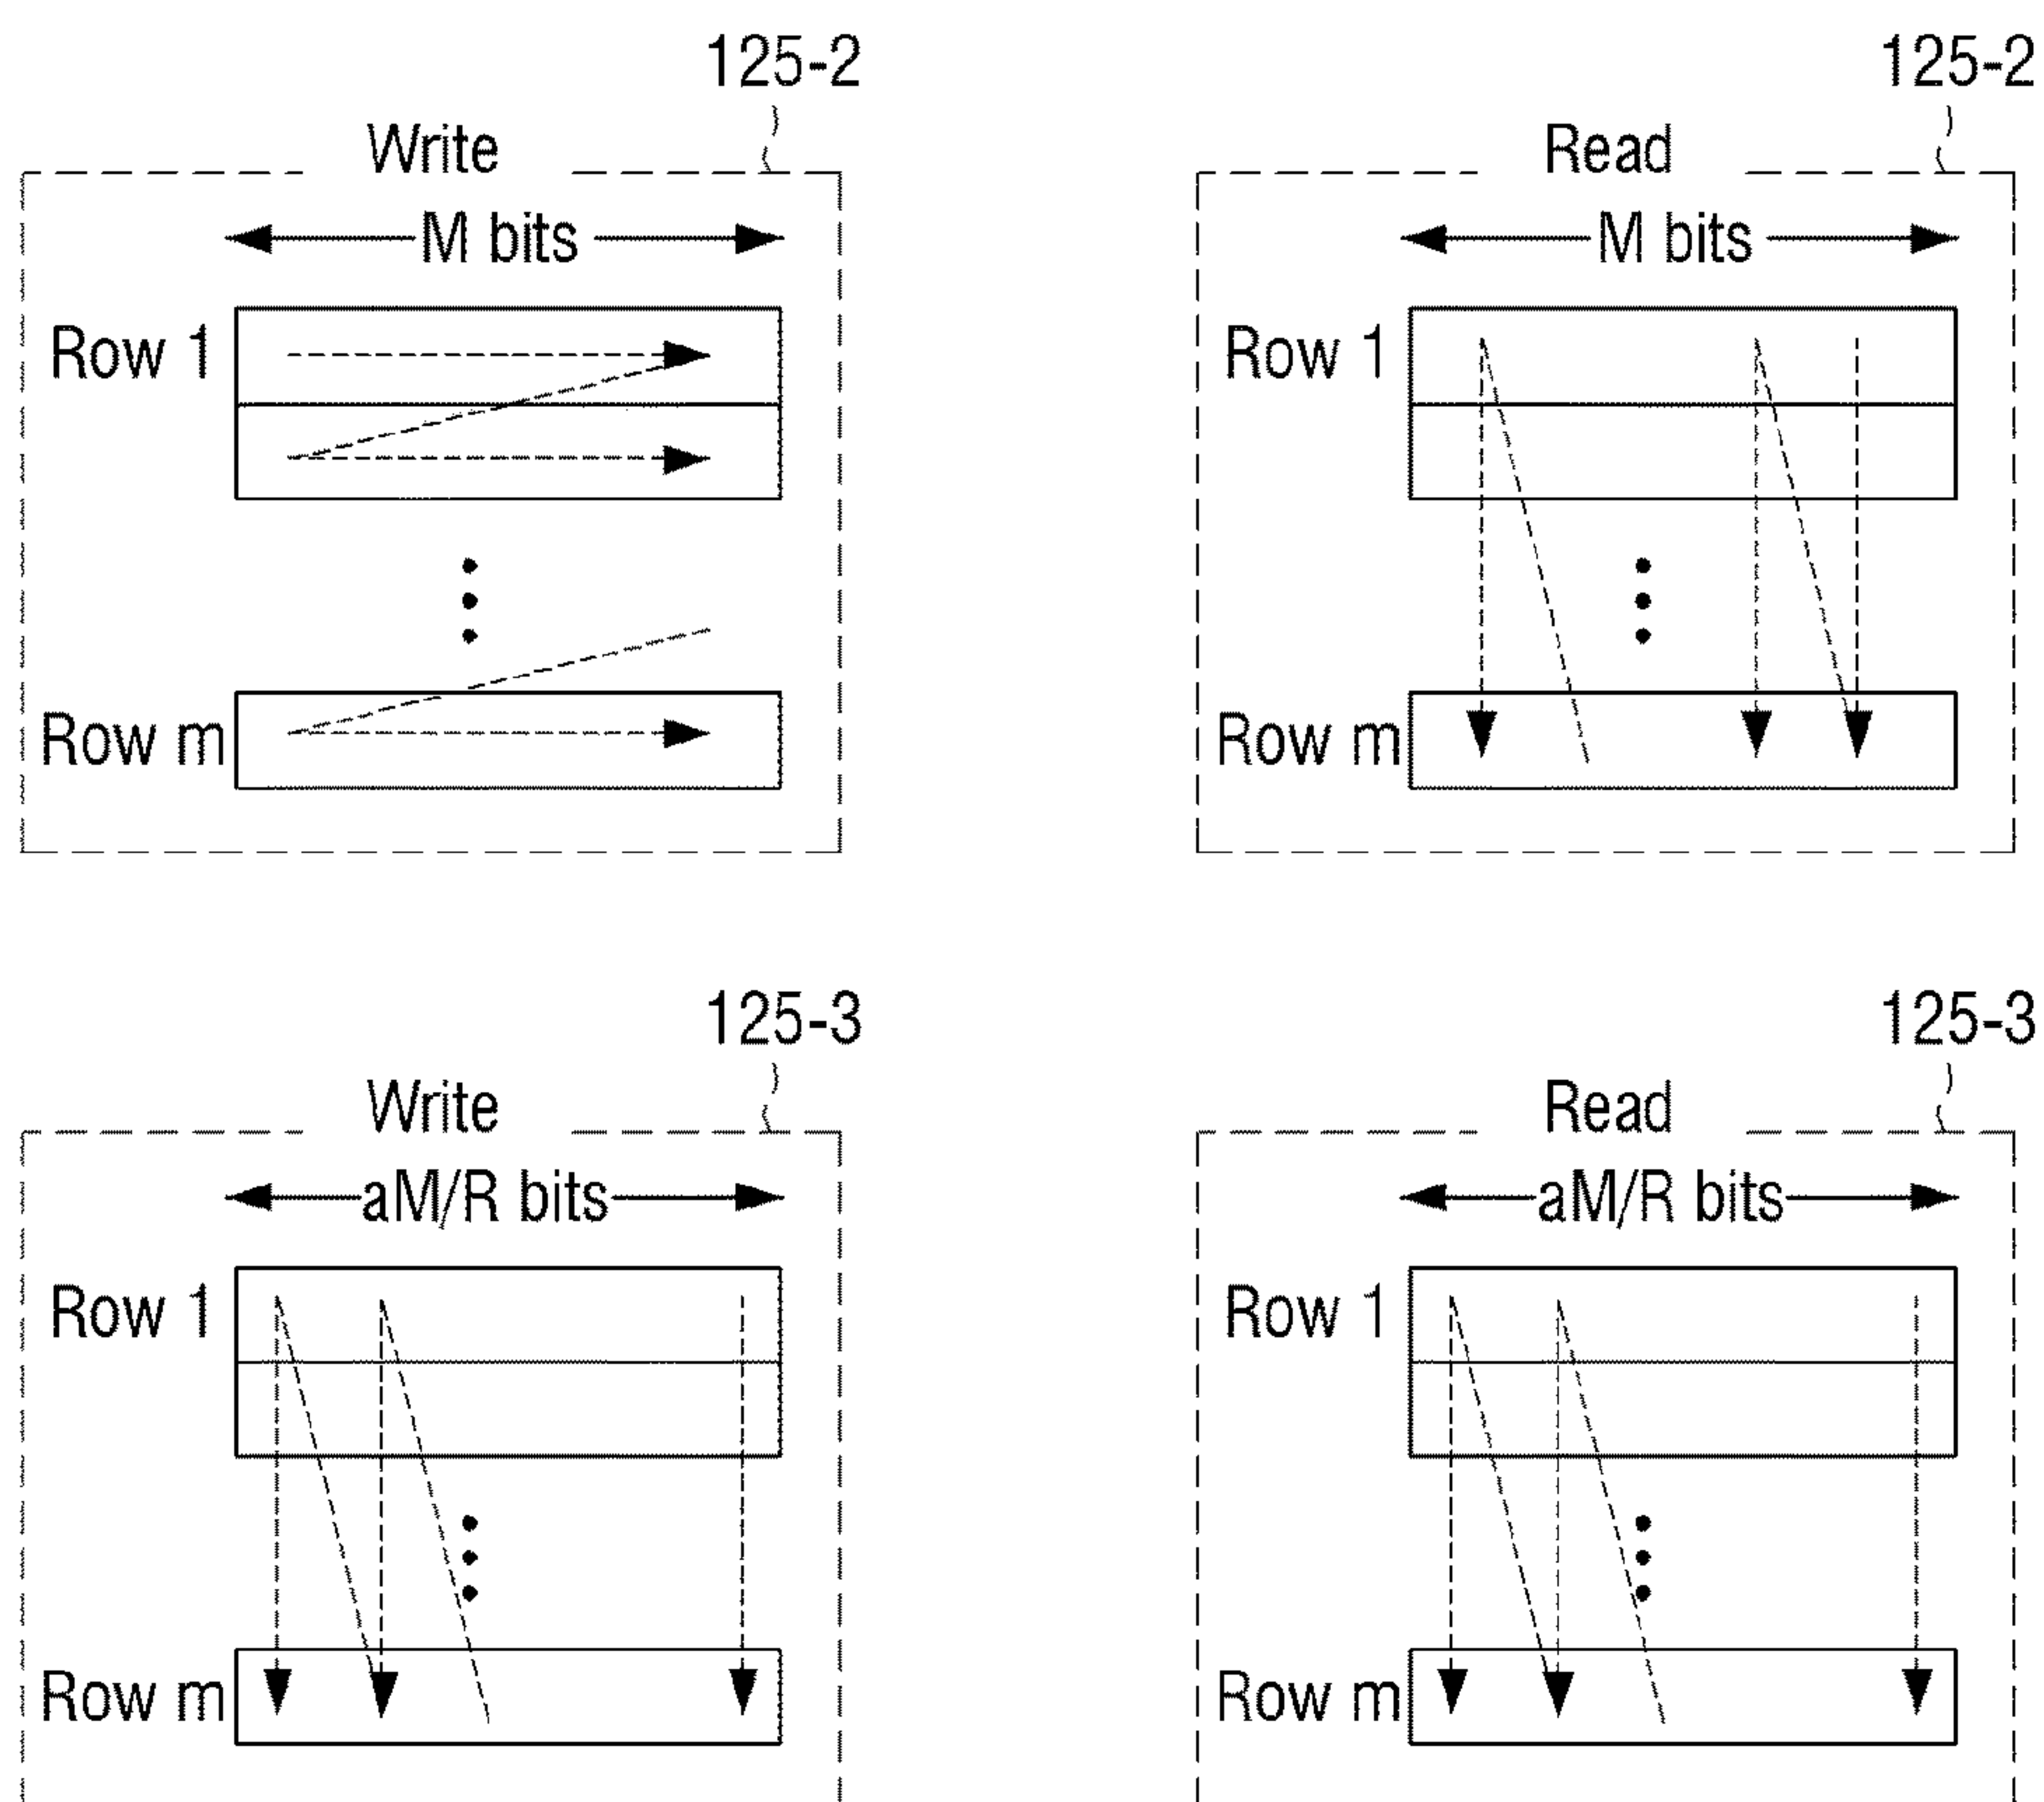 125-2
125-2
Write
Read
M bits
M bits
Row 1
Row 1
Row m
Row m
125-3
125-3
Write
Read
aM/R bits
aM/R bits
Row 1
Row 1
Row m
Row m